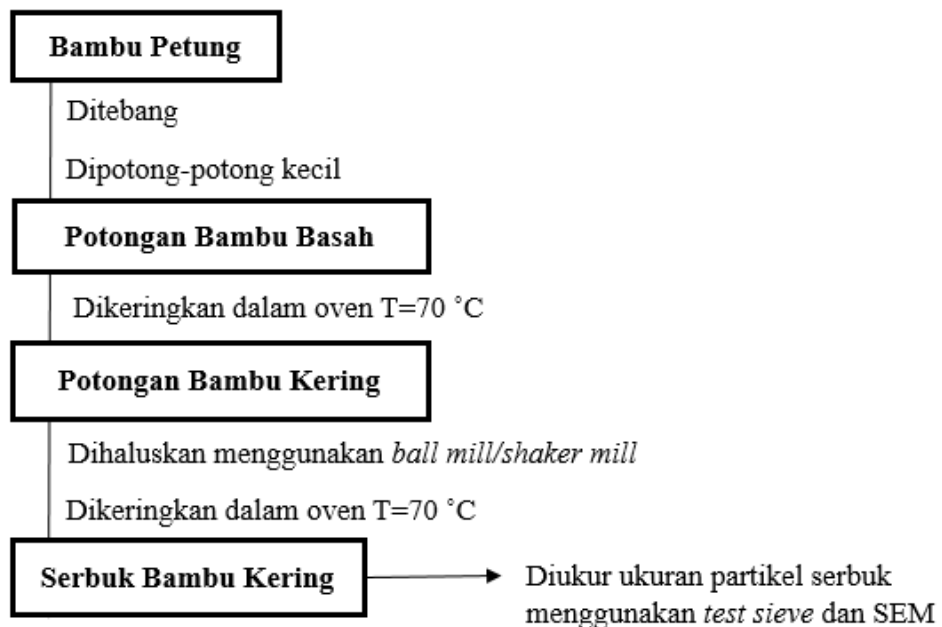 Bambu Petung
Ditebang
Dipotong-potong kecil
Potongan Bambu Basah
Dikeringkan dalam oven T=70 ˚C
Potongan Bambu Kering
Dihaluskan menggunakan ball mill/shaker mill
Dikeringkan dalam oven T=70 ˚C
Serbuk Bambu Kering
Diukur ukuran partikel serbuk
menggunakan test sieve dan SEM